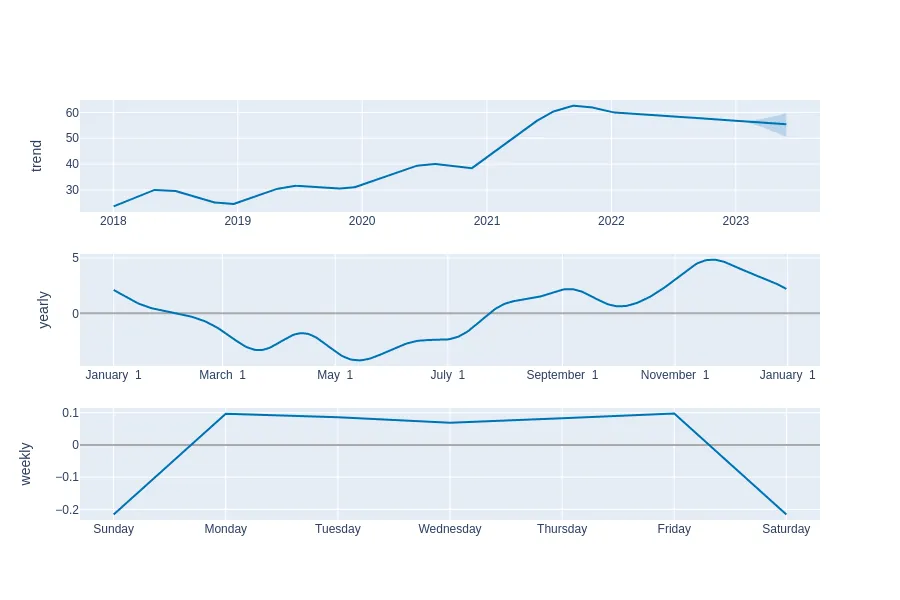 trend
60
50
40
30
2018 2019 2020 2021 2022 2023
yearly
5
0
January 1 March 1 May 1 July 1 September 1 November 1 January 1
weekly
0.1
0
−0.1
−0.2
Sunday Monday Tuesday Wednesday Thursday Friday Saturday